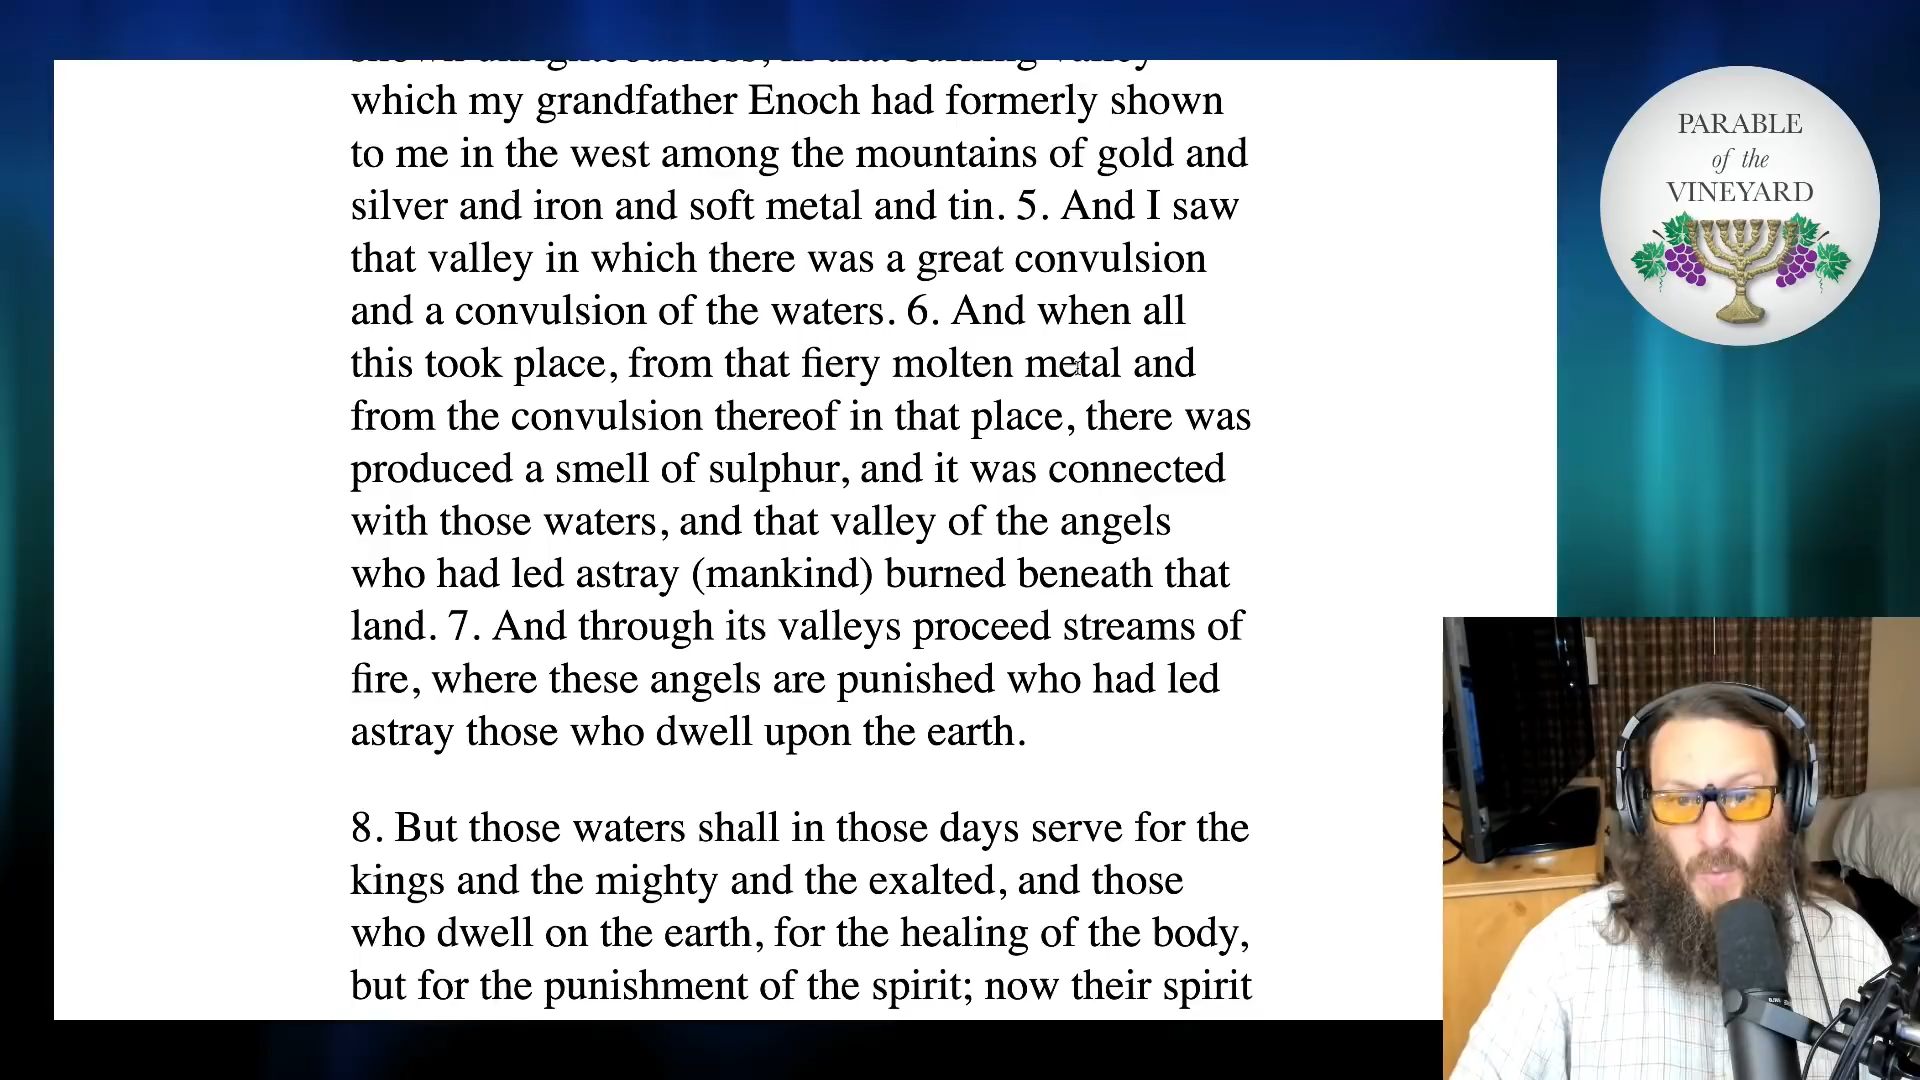 which my grandfather Enoch had formerly shown
to me in the west among the mountains of gold and
silver and iron and soft metal and tin. 5. And I saw
that valley in which there was a great convulsion
and a convulsion of the waters. 6. And when all
this took place, from that fiery molten metal and
from the convulsion thereof in that place, there was
produced a smell of sulphur, and it was connected
with those waters, and that valley of the angels
who had led astray (mankind) burned beneath that
land. 7. And through its valleys proceed streams of
fire, where these angels are punished who had led
astray those who dwell upon the earth.
8. But those waters shall in those days serve for the
kings and the mighty and the exalted, and those
who dwell on the earth, for the healing of the body,
but for the punishment of the spirit; now their spirit
PARABLE
of the
VINEYARD